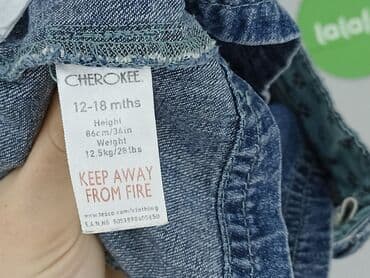 CHEROKEE.
12-18 mths
Height
86cm/34in
Weight
12.5kg/28lbs
KEEP AWAY
FROM FIRE
www.tesco.com/clothing
lalala